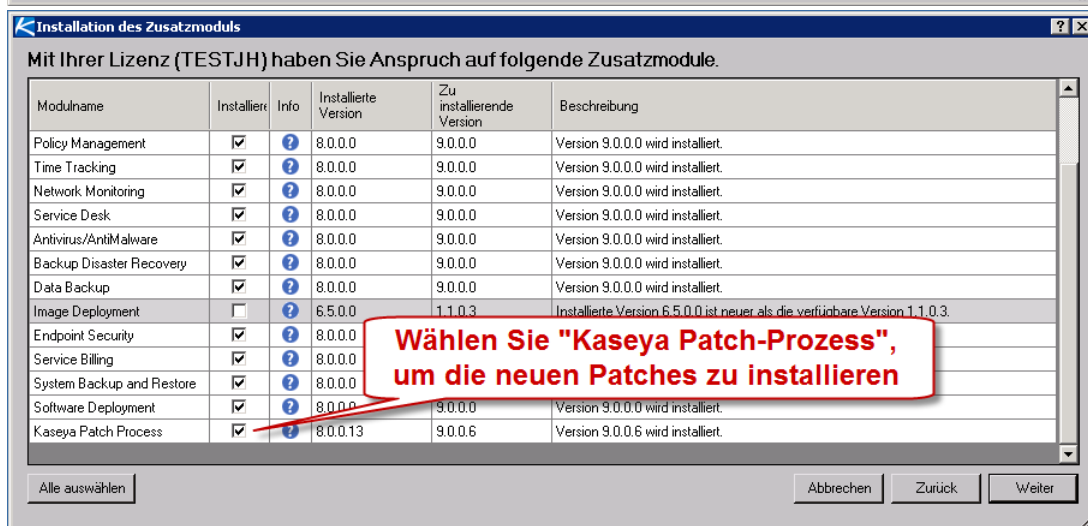 Installation des Zusatzmoduls
Mit Ihrer Lizenz (TESTJH) haben Sie Anspruch auf folgende Zusatzmodule.
Modulname Installiere Info Installierte Version Zu installierende Version Beschreibung
Policy Management 8.0.0.0 9.0.0.0 Version 9.0.0.0 wird installiert.
Time Tracking 8.0.0.0 9.0.0.0 Version 9.0.0.0 wird installiert.
Network Monitoring 8.0.0.0 9.0.0.0 Version 9.0.0.0 wird installiert.
Service Desk 8.0.0.0 9.0.0.0 Version 9.0.0.0 wird installiert.
Antivirus/AntiMalware 8.0.0.0 9.0.0.0 Version 9.0.0.0 wird installiert.
Backup Disaster Recovery 8.0.0.0 9.0.0.0 Version 9.0.0.0 wird installiert.
Data Backup 8.0.0.0 9.0.0.0 Version 9.0.0.0 wird installiert.
Image Deployment 6.5.0.0 1.1.0.3 Installierte Version 6.5.0.0 ist neuer als die verfügbare Version 1.1.0.3.
Endpoint Security 8.0.0.0
Service Billing 8.0.0.0
System Backup and Restore 8.0.0.0
Software Deployment 8.0.0.0 9.0.0.0 Version 9.0.0.0 wird installiert.
Kaseya Patch Process 8.0.0.13 9.0.0.6 Version 9.0.0.6 wird installiert.
Wählen Sie "Kaseya Patch-Prozess",
um die neuen Patches zu installieren
Alle auswählen Abbrechen Zurück Weiter